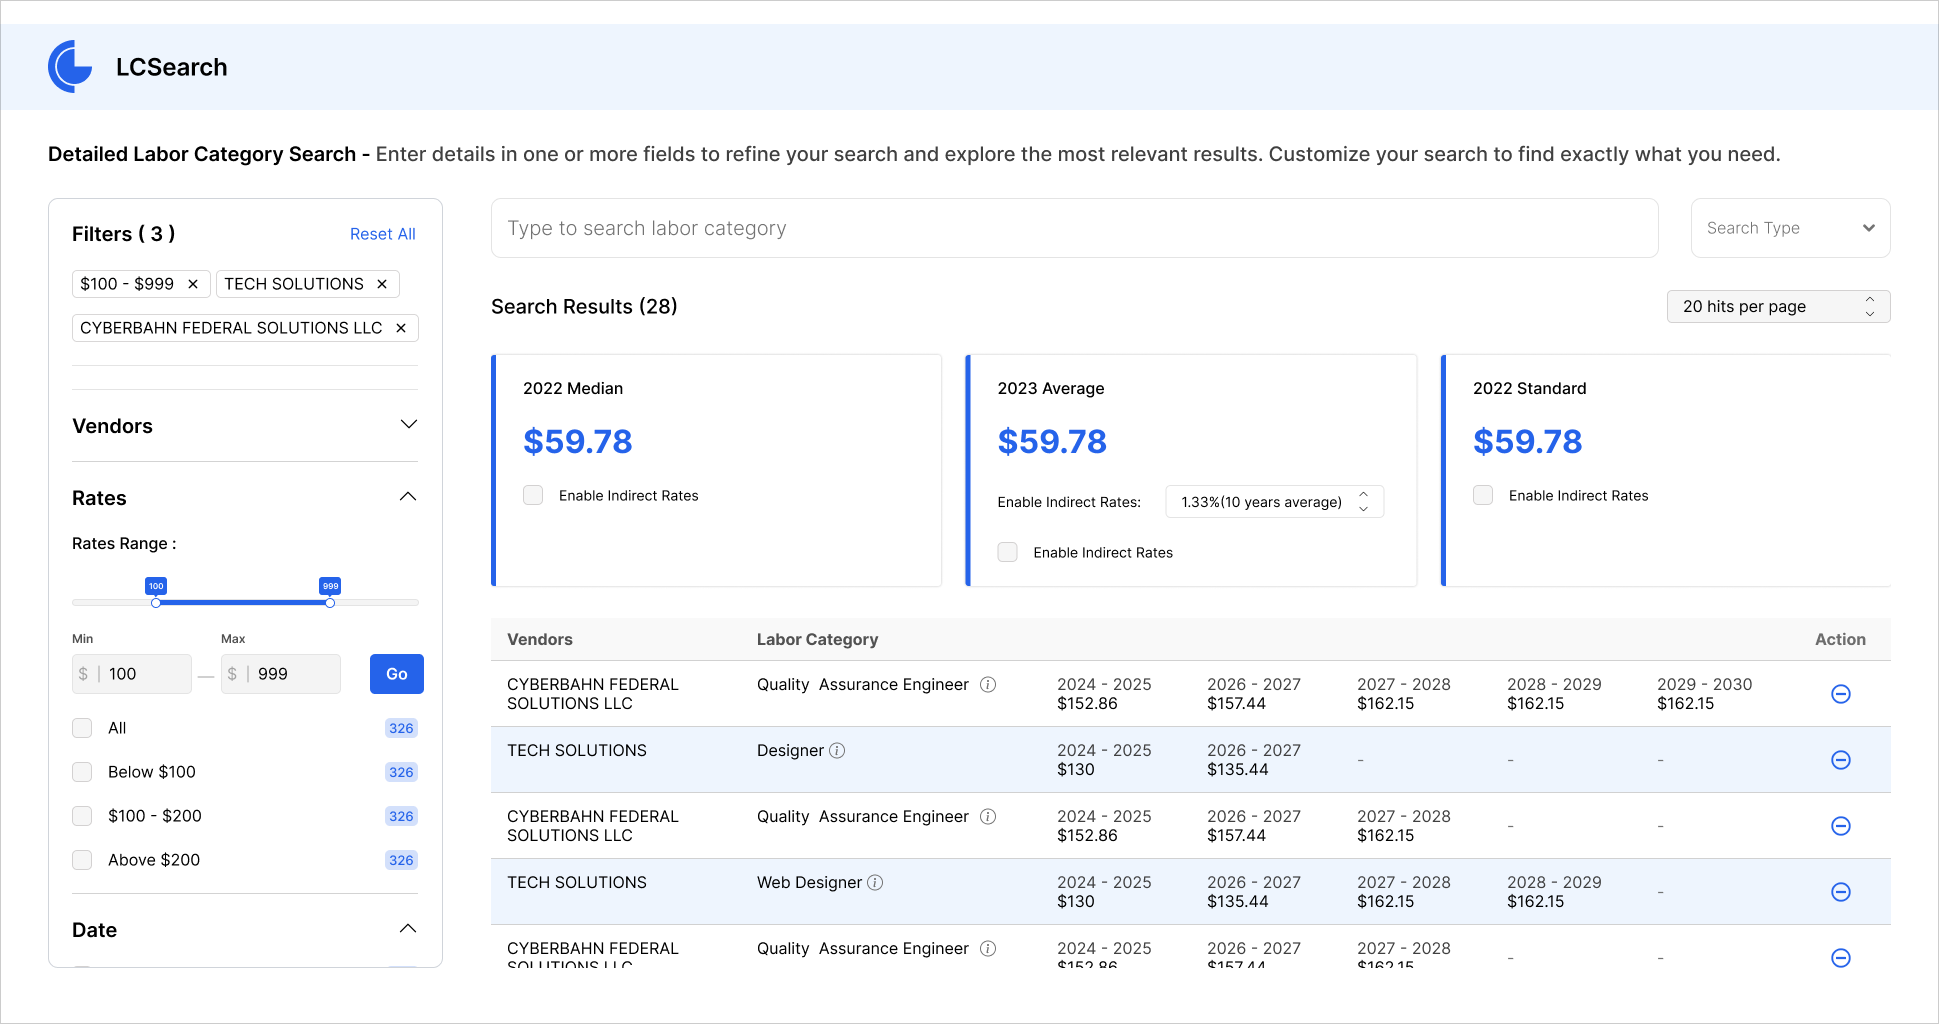 LCSearch
Detailed Labor Category Search - Enter details in one or more fields to refine your search and explore the most relevant results. Customize your search to find exactly what you need.
Filters ( 3 )
Reset All
$100 - $999 ✕
TECH SOLUTIONS ✕
CYBERBAHN FEDERAL SOLUTIONS LLC ✕
Vendors
Rates
Rates Range :
100
999
Min
Max
$ | 100
—
$ | 999
Go
All
326
Below $100
326
$100 - $200
326
Above $200
326
Date
Type to search labor category
Search Type
Search Results (28)
20 hits per page
2022 Median
$59.78
Enable Indirect Rates
2023 Average
$59.78
Enable Indirect Rates:
1.33%(10 years average)
Enable Indirect Rates
2022 Standard
$59.78
Enable Indirect Rates
Vendors
Labor Category
Action
CYBERBAHN FEDERAL
SOLUTIONS LLC
Quality Assurance Engineer
2024 - 2025
$152.86
2026 - 2027
$157.44
2027 - 2028
$162.15
2028 - 2029
$162.15
2029 - 2030
$162.15
TECH SOLUTIONS
Designer
2024 - 2025
$130
2026 - 2027
$135.44
-
-
-
CYBERBAHN FEDERAL
SOLUTIONS LLC
Quality Assurance Engineer
2024 - 2025
$152.86
2026 - 2027
$157.44
2027 - 2028
$162.15
-
-
TECH SOLUTIONS
Web Designer
2024 - 2025
$130
2026 - 2027
$135.44
2027 - 2028
$162.15
2028 - 2029
$162.15
-
CYBERBAHN FEDERAL
SOLUTIONS LLC
Quality Assurance Engineer
2024 - 2025
$152.86
2026 - 2027
$157.44
2027 - 2028
$162.15
-
-